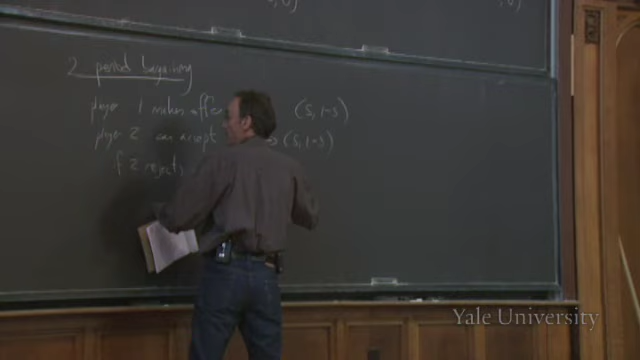 2 period bargaining
player 1 makes offer (S, 1-S)
player 2 can accept → (S, 1-S)
if 2 rejects
Yale University